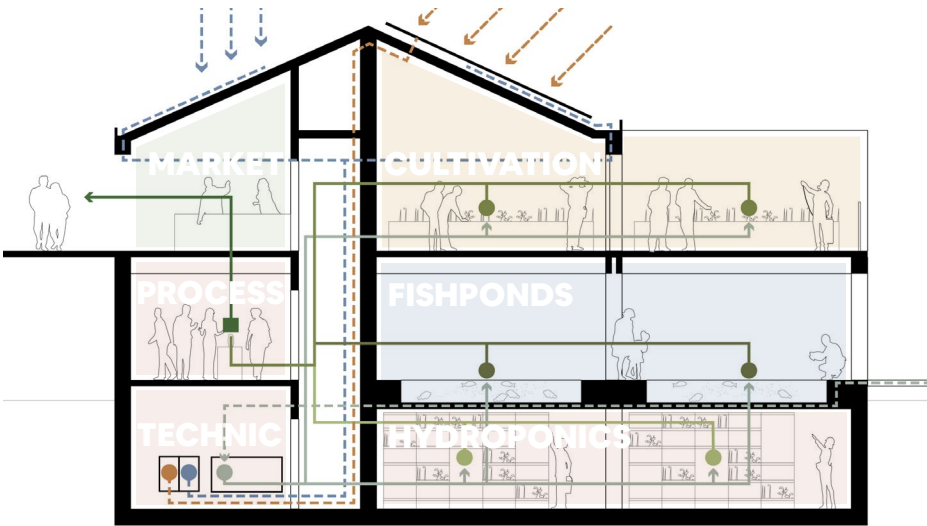 MARKET
CULTIVATION
PROCESS
FISHPONDS
TECHNIC
HYDROPONICS